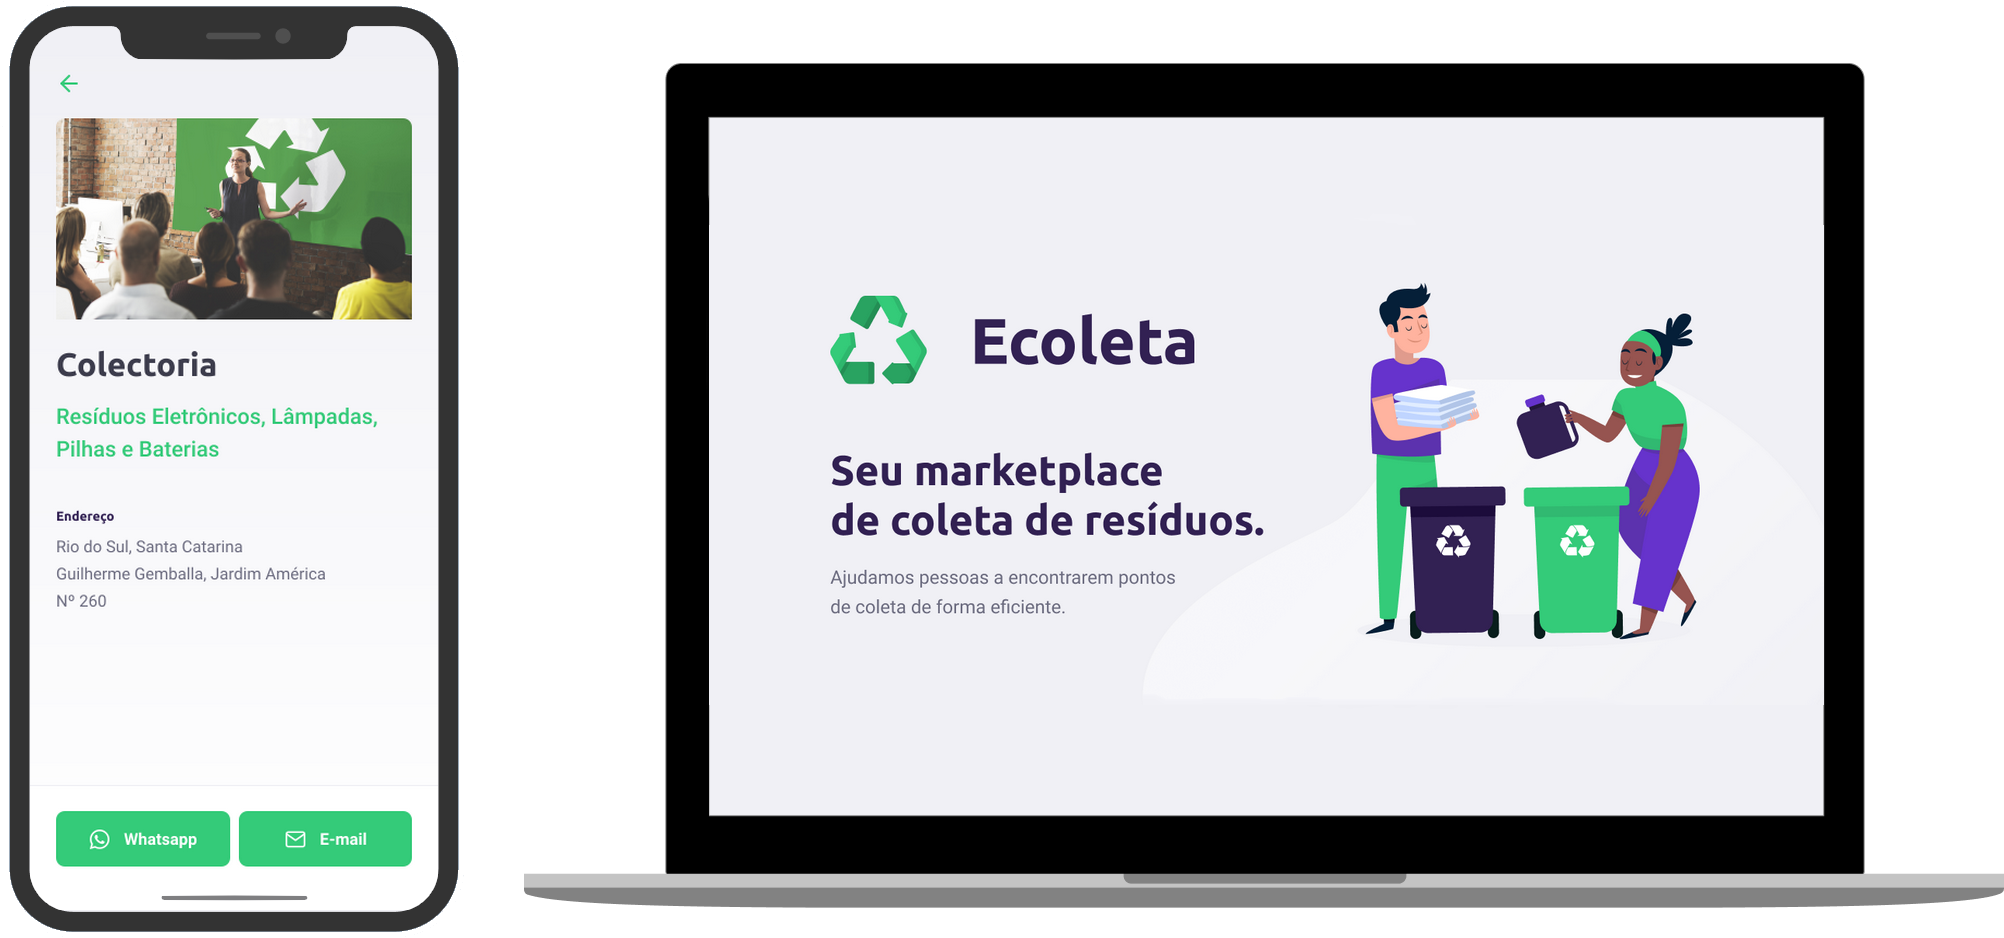 Colectoria
Resíduos Eletrônicos, Lâmpadas,
Pilhas e Baterias
Endereço
Rio do Sul, Santa Catarina
Guilherme Gemballa, Jardim América
Nº 260
Whatsapp
E-mail
Ecoleta
Seu marketplace
de coleta de resíduos.
Ajudamos pessoas a encontrarem pontos
de coleta de forma eficiente.